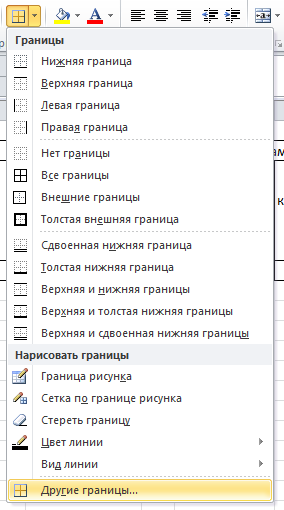 А
Границы
Нижняя граница
Верхняя граница
Левая граница
Правая граница
Нет границы
Все границы
Внешние границы
Толстая внешняя граница
Сдвоенная нижняя граница
Толстая нижняя граница
Верхняя и нижняя границы
Верхняя и толстая нижняя границы
Верхняя и сдвоенная нижняя границы
Нарисовать границы
Граница рисунка
Сетка по границе рисунка
Стереть границу
Цвет линии
Вид линии
Другие границы...